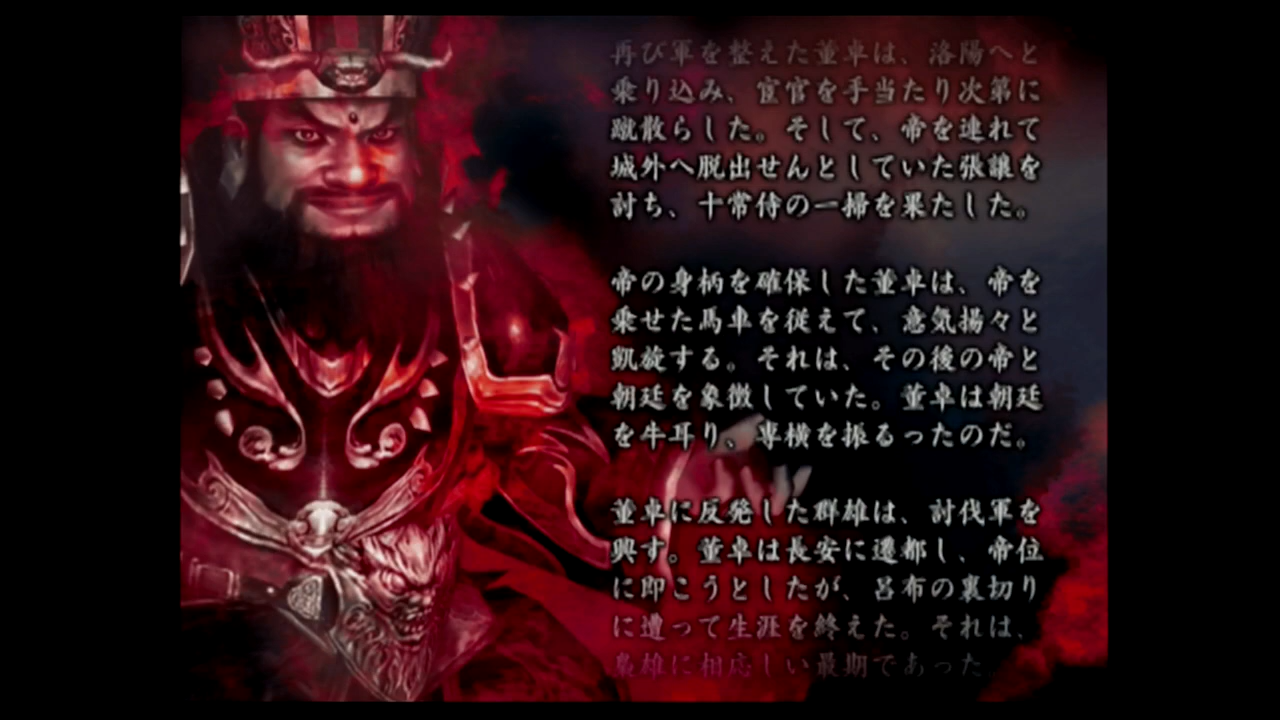 再び軍を整えた董卓は、洛陽へと
乗り込み、宦官を手当たり次第に
蹴散らした。そして、帝を連れて
城外へ脱出せんとしていた張譲を
討ち、十常侍の一掃を果たした。
帝の身柄を確保した董卓は、帝を
乗せた馬車を従えて、意気揚々と
凱旋する。それは、その後の帝と
朝廷を象徴していた。董卓は朝廷
を牛耳り、専横を振るったのだ。
董卓に反発した群雄は、討伐軍を
興す。董卓は長安に遷都し、帝位
に即こうとしたが、呂布の裏切り
に遭って生涯を終えた。それは、
梟雄に相応しい最期であった